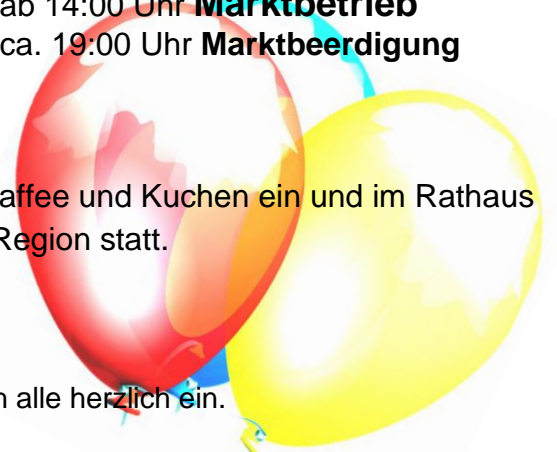 ab 14:00 Uhr Marktbetrieb
ca. 19:00 Uhr Marktbeerdigung
affee und Kuchen ein und im Rathaus
Region statt.
n alle herzlich ein.